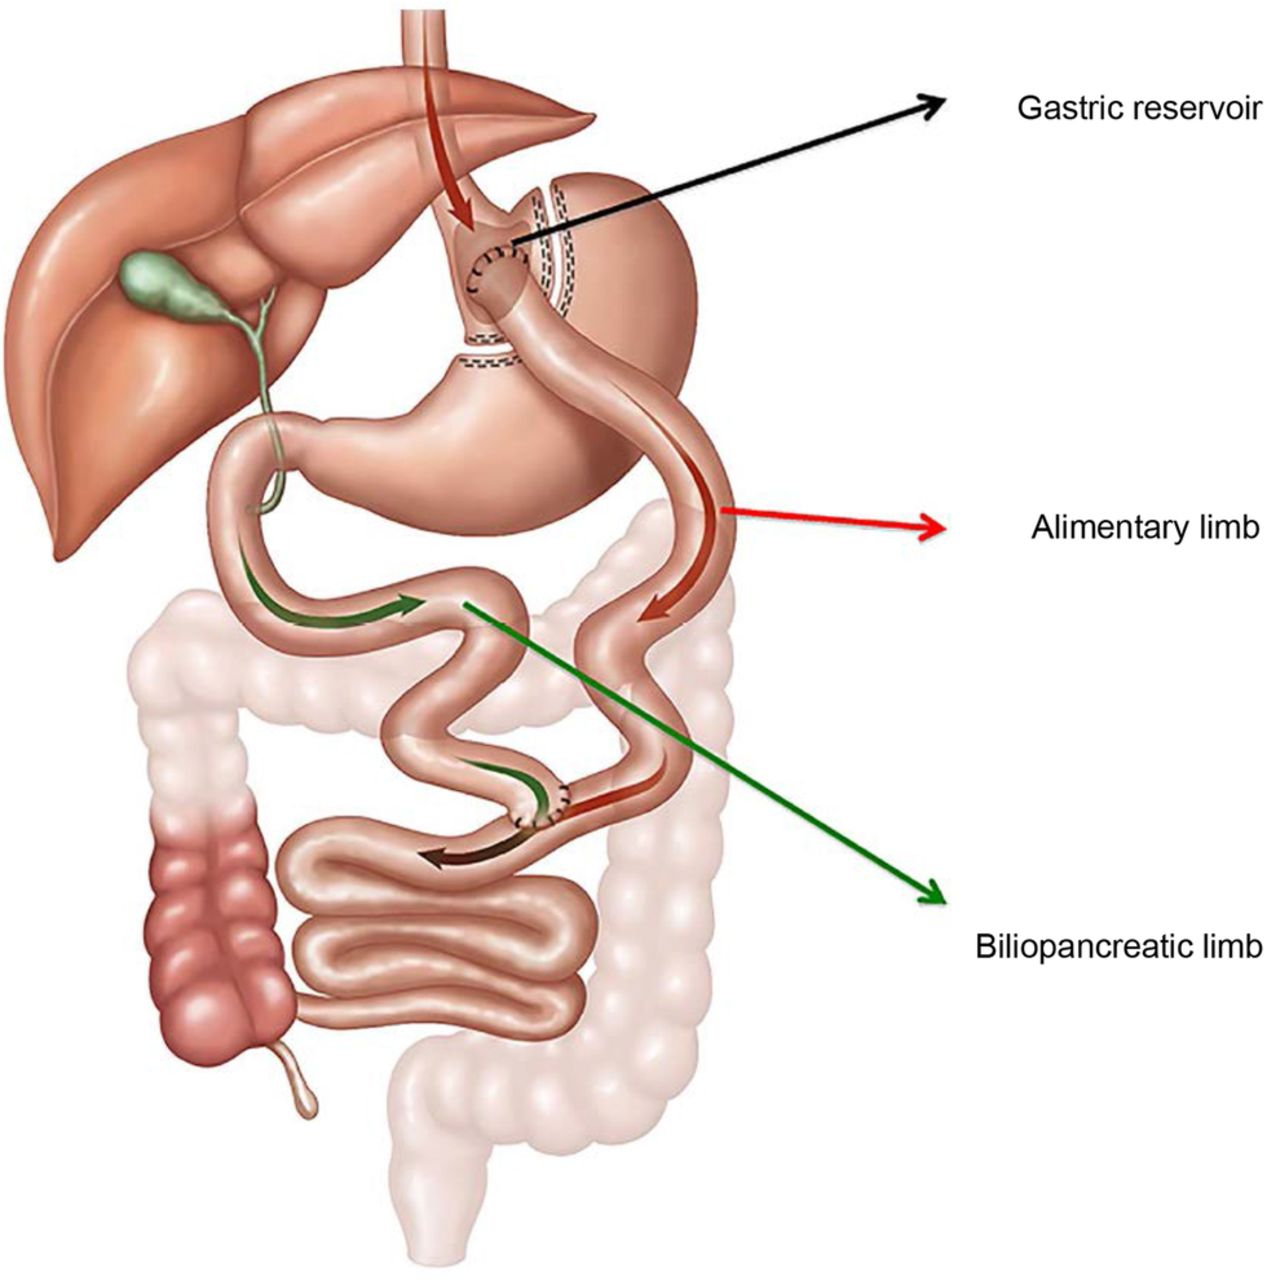 Gastric reservoir
Alimentary limb
Biliopancreatic limb